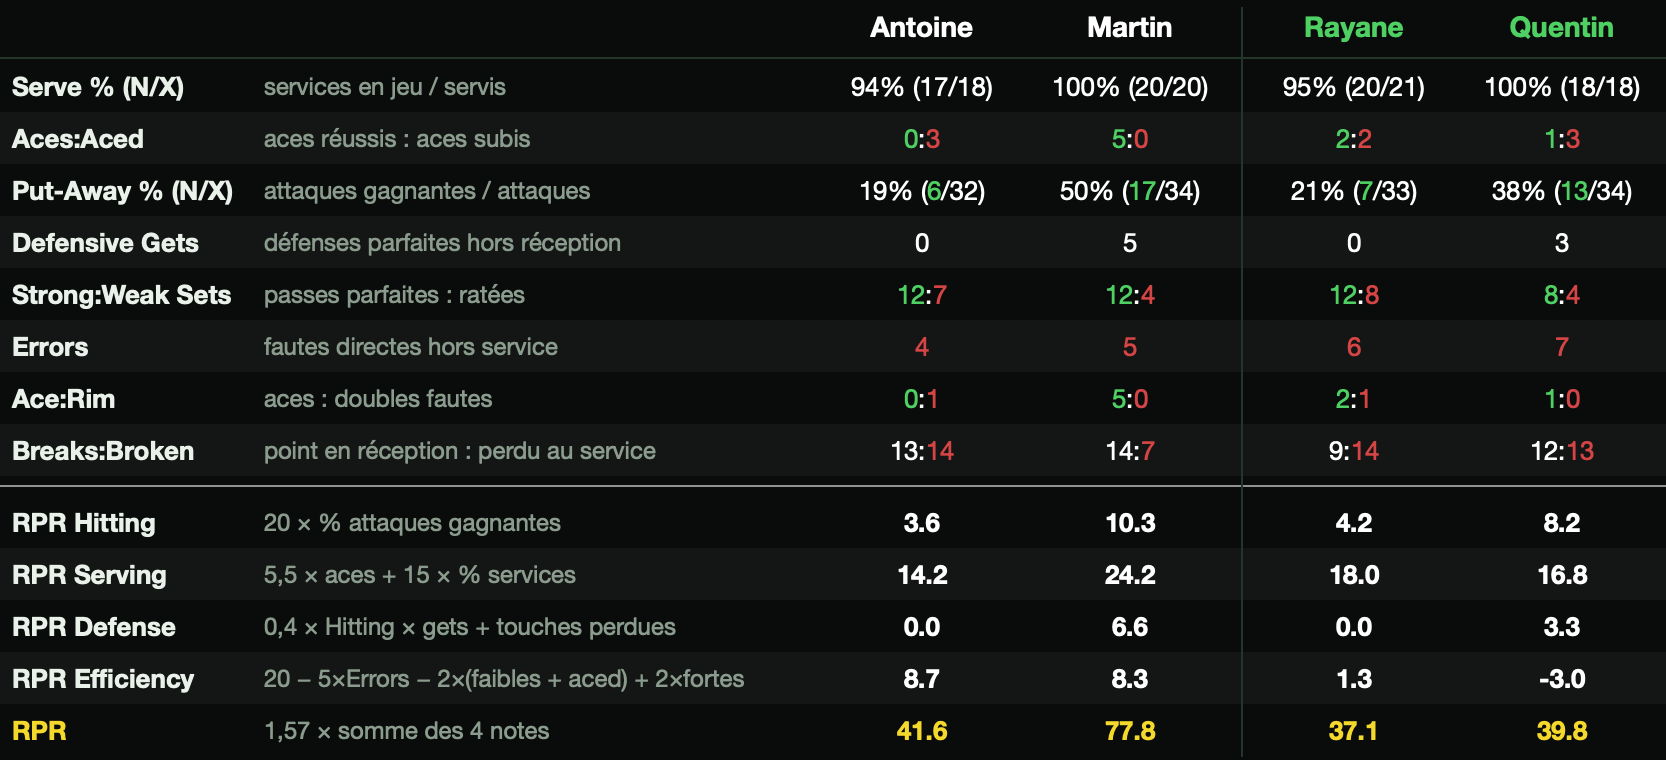 Antoine Martin Rayane Quentin
Serve % (N/X) services en jeu / servis 94% (17/18) 100% (20/20) 95% (20/21) 100% (18/18)
Aces:Aced aces réussis : aces subis 0:3 5:0 2:2 1:3
Put-Away % (N/X) attaques gagnantes / attaques 19% (6/32) 50% (17/34) 21% (7/33) 38% (13/34)
Defensive Gets défenses parfaites hors réception 0 5 0 3
Strong:Weak Sets passes parfaites : ratées 12:7 12:4 12:8 8:4
Errors fautes directes hors service 4 5 6 7
Ace:Rim aces : doubles fautes 0:1 5:0 2:1 1:0
Breaks:Broken point en réception : perdu au service 13:14 14:7 9:14 12:13
RPR Hitting 20 × % attaques gagnantes 3.6 10.3 4.2 8.2
RPR Serving 5,5 × aces + 15 × % services 14.2 24.2 18.0 16.8
RPR Defense 0,4 × Hitting × gets + touches perdues 0.0 6.6 0.0 3.3
RPR Efficiency 20 − 5×Errors − 2×(faibles + aced) + 2×fortes 8.7 8.3 1.3 -3.0
RPR 1,57 × somme des 4 notes 41.6 77.8 37.1 39.8